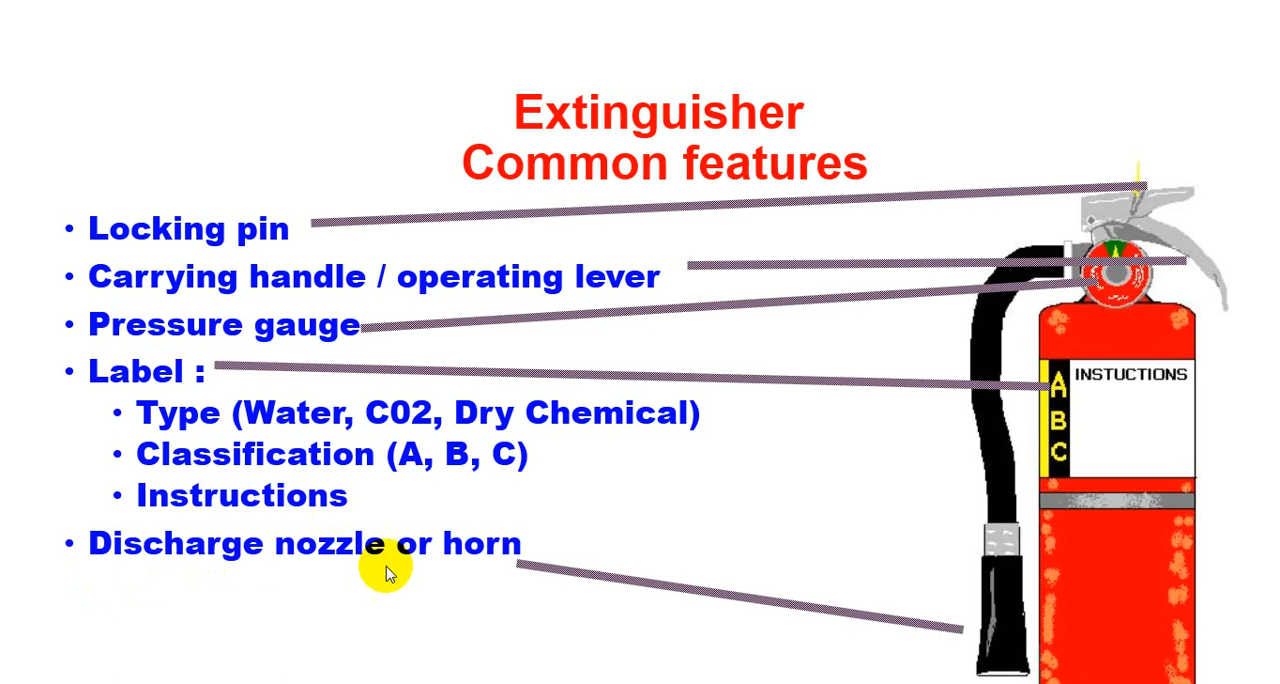 Extinguisher
Common features
• Locking pin
• Carrying handle / operating lever
• Pressure gauge
• Label :
• Type (Water, C02, Dry Chemical)
• Classification (A, B, C)
• Instructions
• Discharge nozzle or horn
INSTUCTIONS
A
B
C